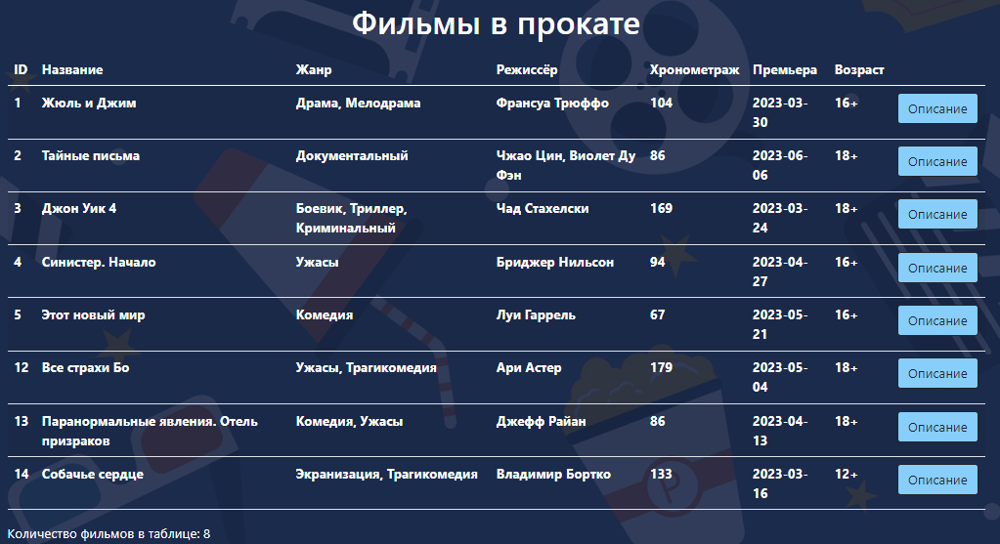 Фильмы в прокате
ID Название Жанр Режиссёр Хронометраж Премьера Возраст
1 Жюль и Джим Драма, Мелодрама Франсуа Трюффо 104 2023-03- 16+ Описание
30
2 Тайные письма Документальный Чжао Цин, Виолет Ду 86 2023-06- 18+ Описание
Фэн 06
3 Джон Уик 4 Боевик, Триллер, Чад Стахелски 169 2023-03- 18+ Описание
Криминальный 24
4 Синистер. Начало Ужасы Бриджер Нильсон 94 2023-04- 16+ Описание
27
5 Этот новый мир Комедия Луи Гаррель 67 2023-05- 16+ Описание
21
12 Все страхи Бо Ужасы, Трагикомедия Ари Астер 179 2023-05- 18+ Описание
04
13 Паранормальные явления. Отель Комедия, Ужасы Джефф Райан 86 2023-04- 18+ Описание
призраков 13
14 Собачье сердце Экранизация, Трагикомедия Владимир Бортко 133 2023-03- 12+ Описание
16
Количество фильмов в таблице: 8